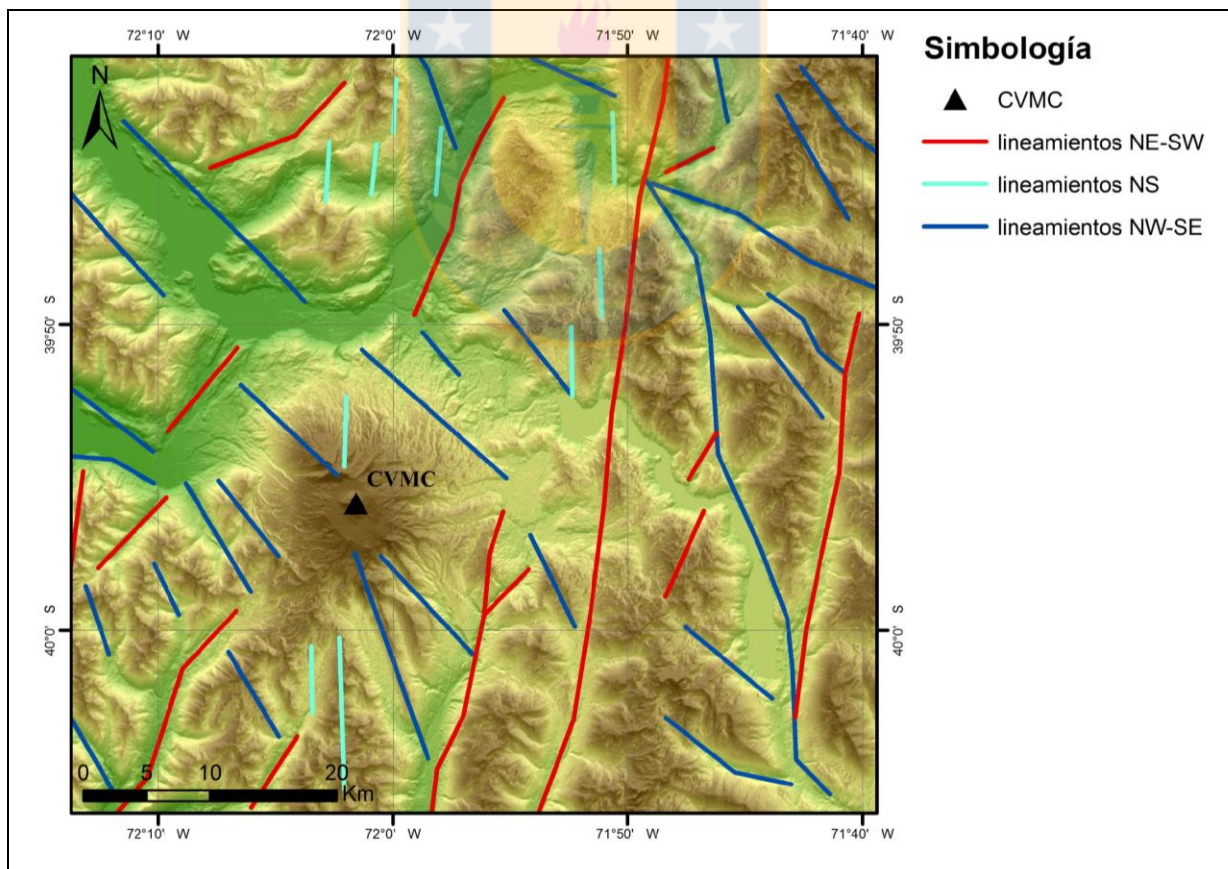 72°10' W 72°0' W 71°50' W 71°40' W
N
39°50' S 39°50' S
CVMC
40°0' S 40°0' S
0 5 10 20
Km
72°10' W 72°0' W 71°50' W 71°40' W
Simbología
CVMC
lineamientos NE-SW
lineamientos NS
lineamientos NW-SE